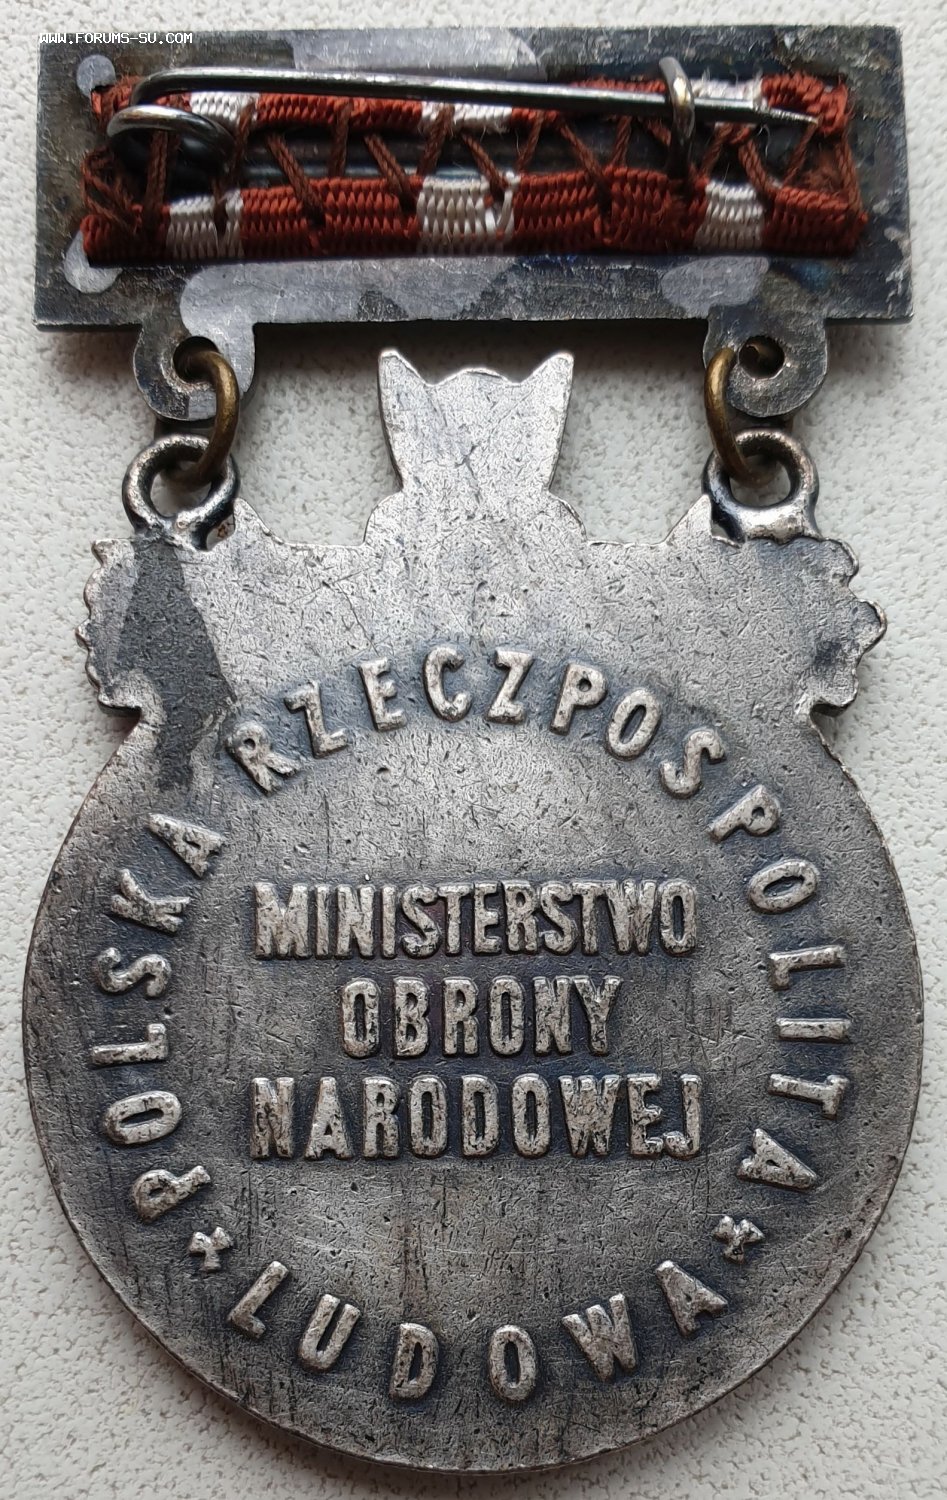 WWW.FORUMS-SU.COM
POLSKA RZECZPOSPOLITA
MINISTERSTWO
OBRONY
NARODOWEJ
LUDOWA